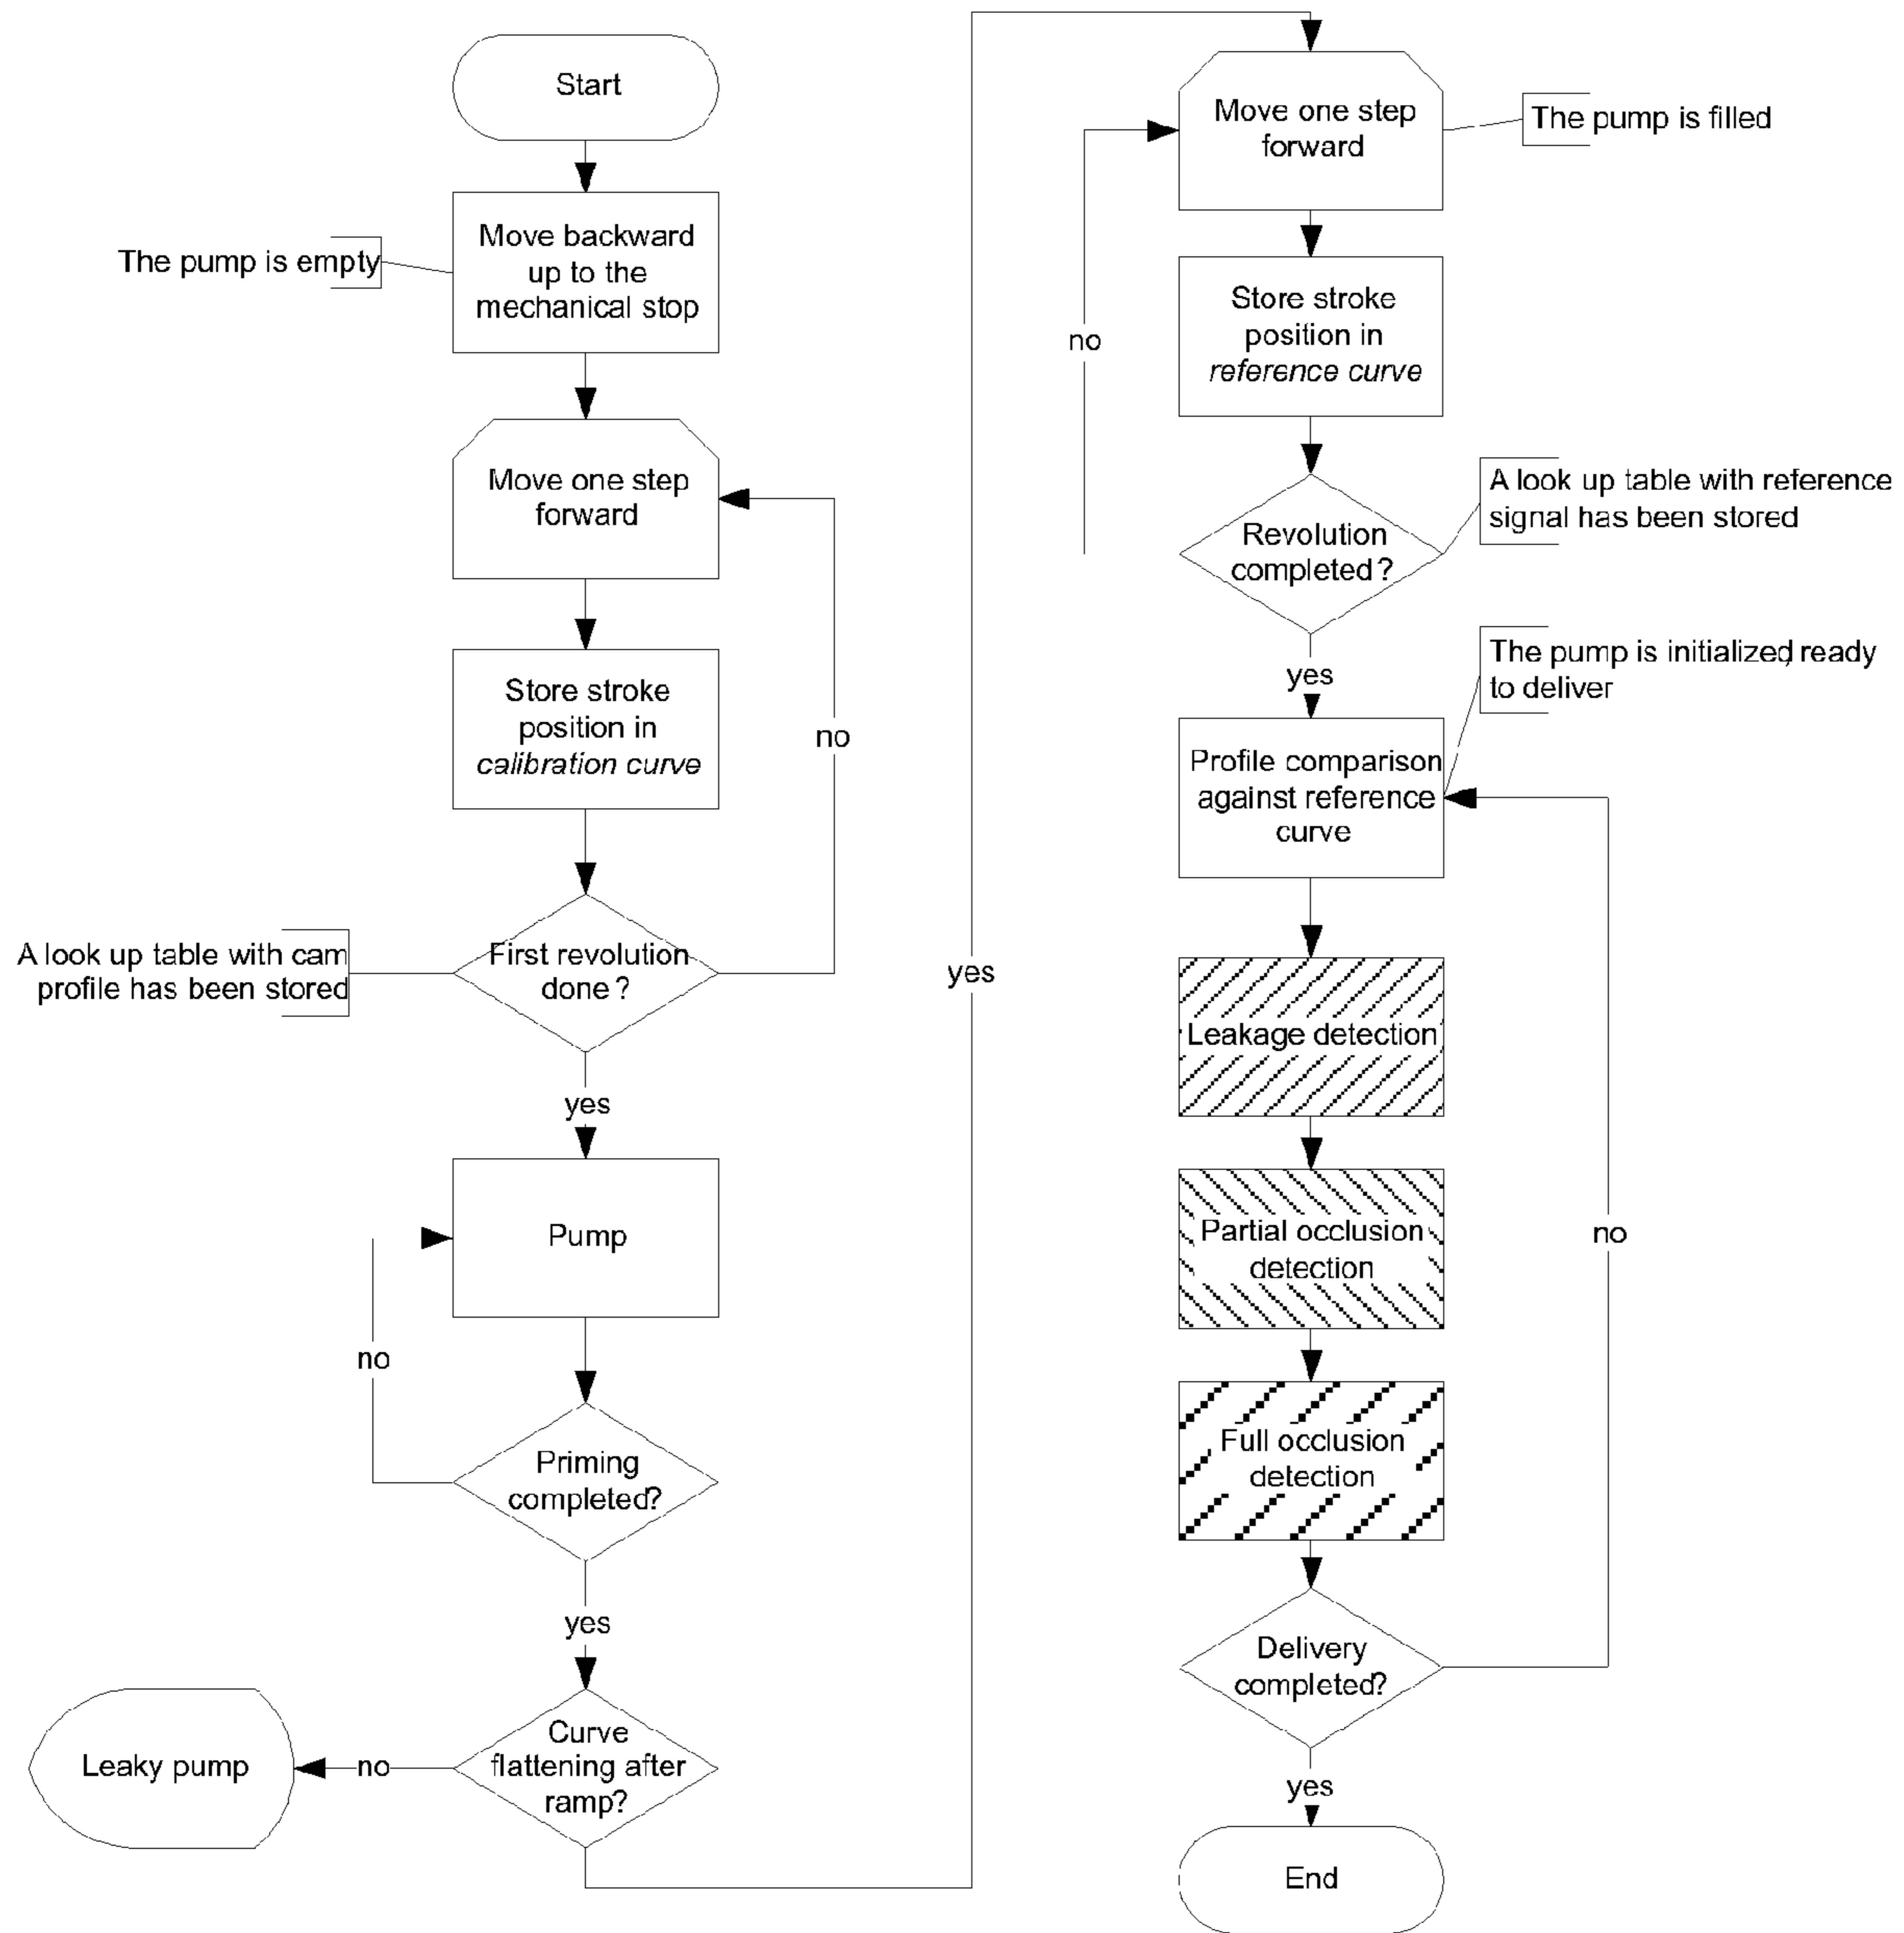 Start
The pump is empty
Move backward
up to the
mechanical stop
Move one step
forward
Store stroke
position in
calibration curve
no
A look up table with cam
profile has been stored
First revolution
done?
yes
Pump
no
Priming
completed?
yes
Curve
flattening after
ramp?
no
Leaky pump
yes
Move one step
forward
The pump is filled
no
Store stroke
position in
reference curve
Revolution
completed?
A look up table with reference
signal has been stored
yes
The pump is initialized, ready
to deliver
Profile comparison
against reference
curve
Leakage detection
Partial occlusion
detection
no
Full occlusion
detection
Delivery
completed?
yes
End